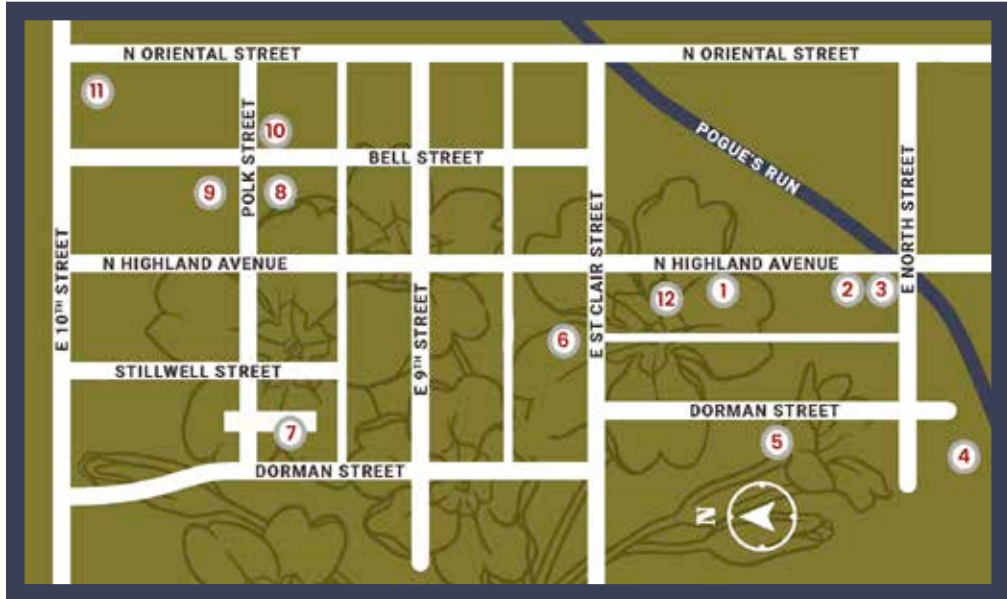 N ORIENTAL STREET
N ORIENTAL STREET
11
10
POLK STREET
BELL STREET
POGUE'S RUN
9
8
E 10TH STREET
E ST CLAIR STREET
E NORTH STREET
N HIGHLAND AVENUE
N HIGHLAND AVENUE
12
1
2
3
E 9TH STREET
6
STILLWELL STREET
DORMAN STREET
7
5
4
DORMAN STREET
N